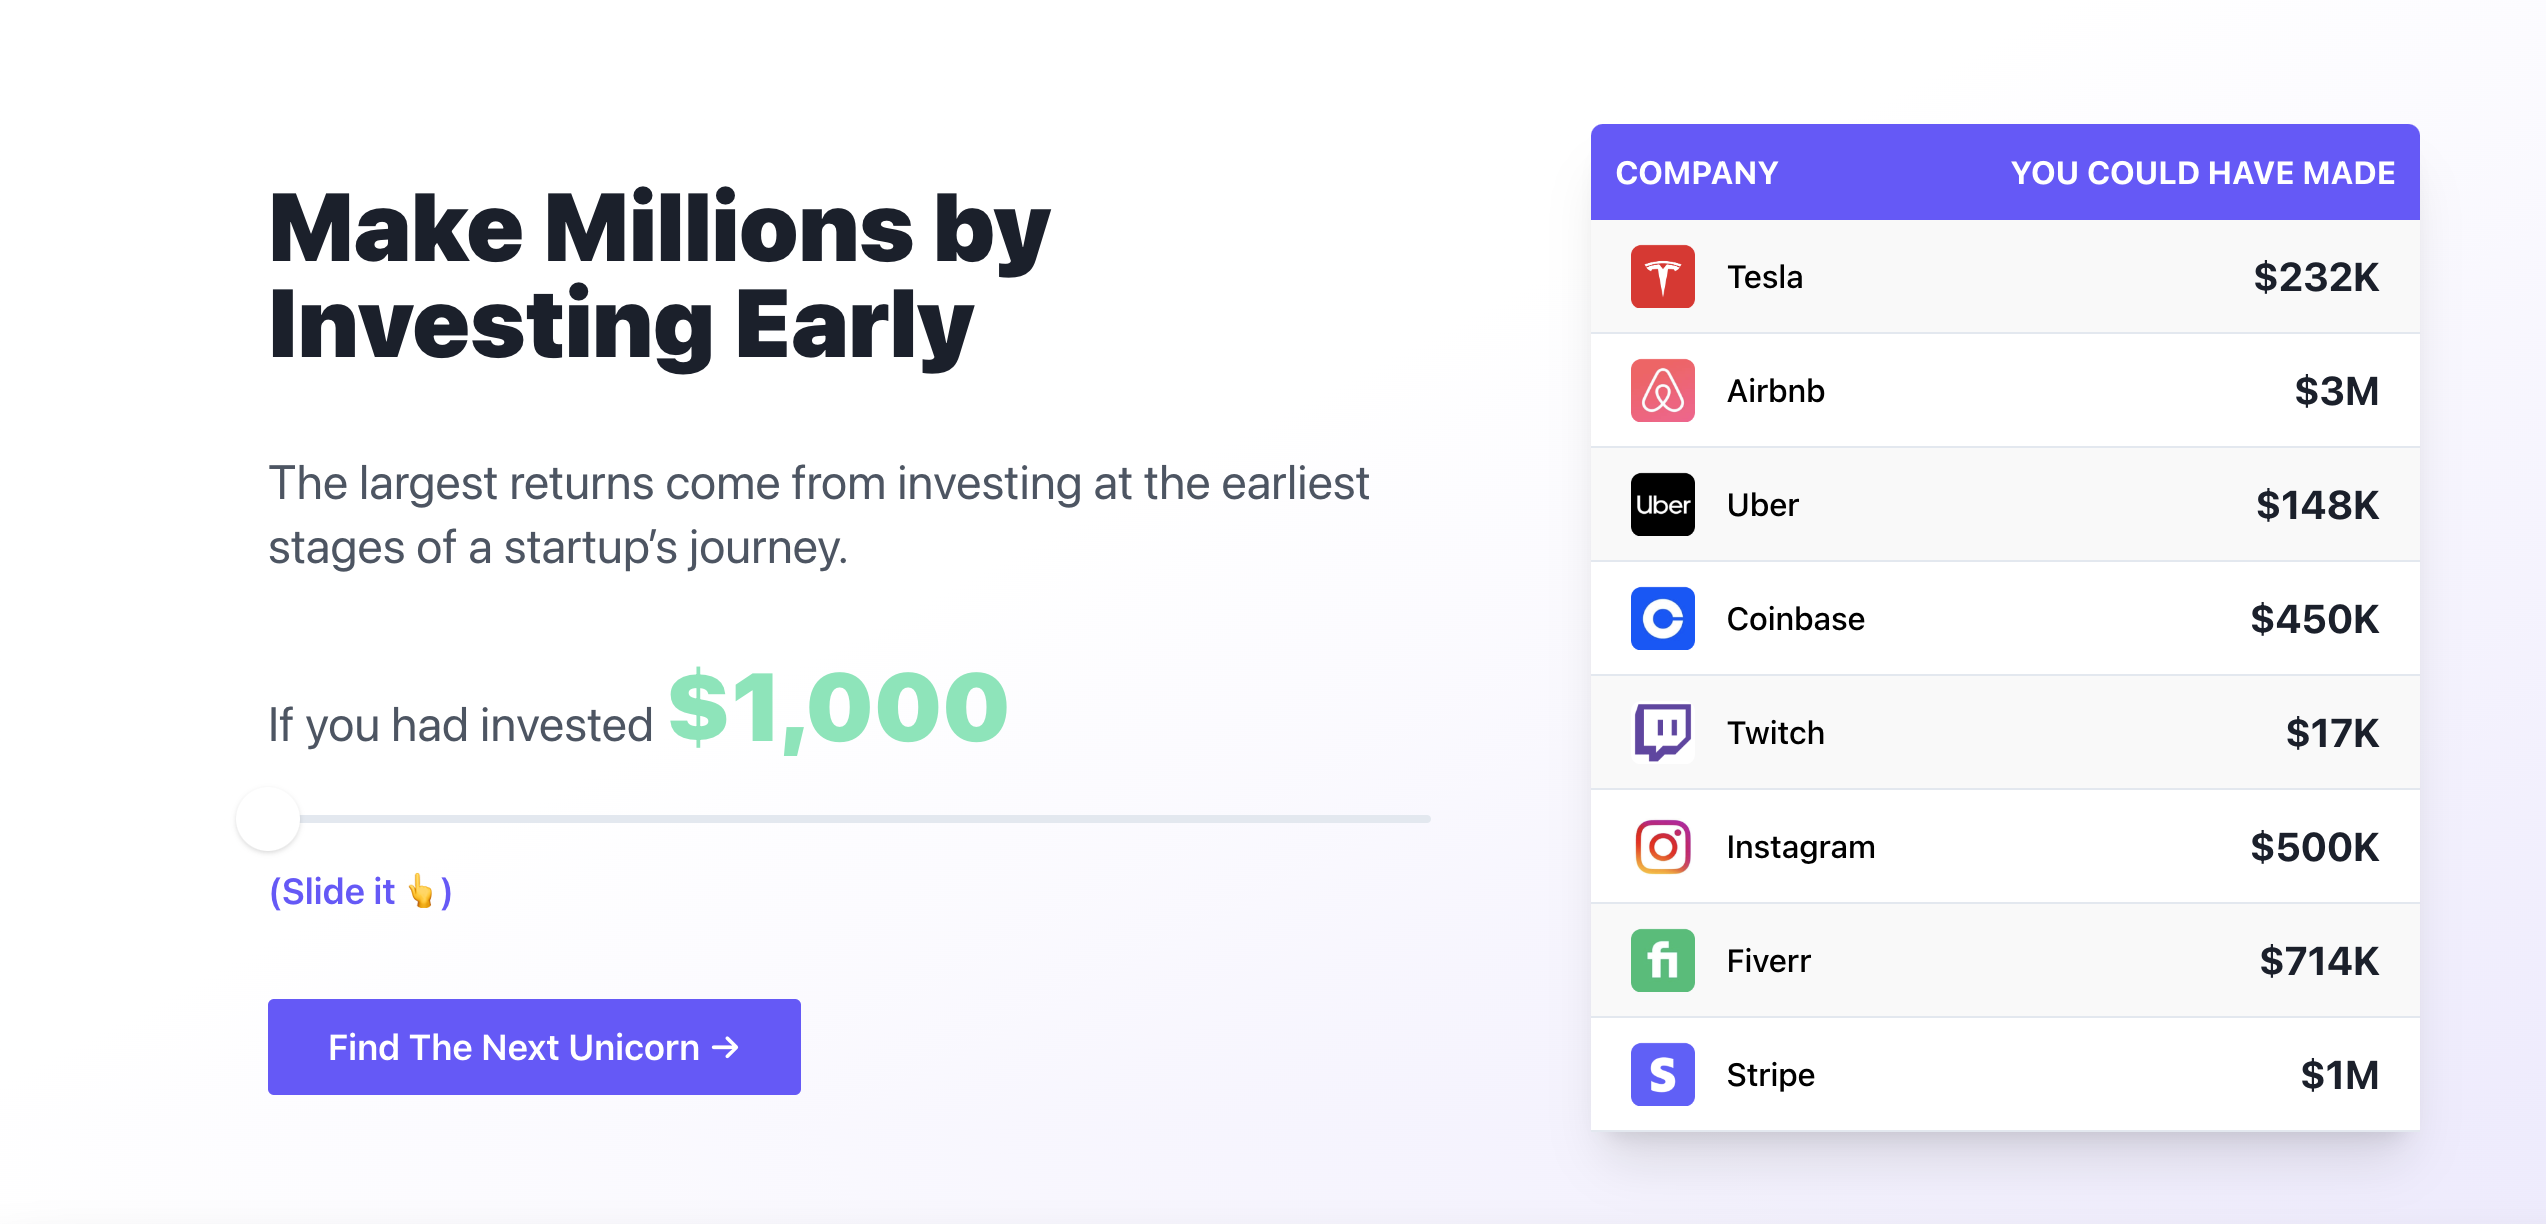 Make Millions by
Investing Early
The largest returns come from investing at the earliest
stages of a startup’s journey.
If you had invested $1,000
(Slide it 👆)
Find The Next Unicorn →
COMPANY YOU COULD HAVE MADE
Tesla $232K
Airbnb $3M
Uber Uber $148K
Coinbase $450K
Twitch $17K
Instagram $500K
fi Fiverr $714K
S Stripe $1M